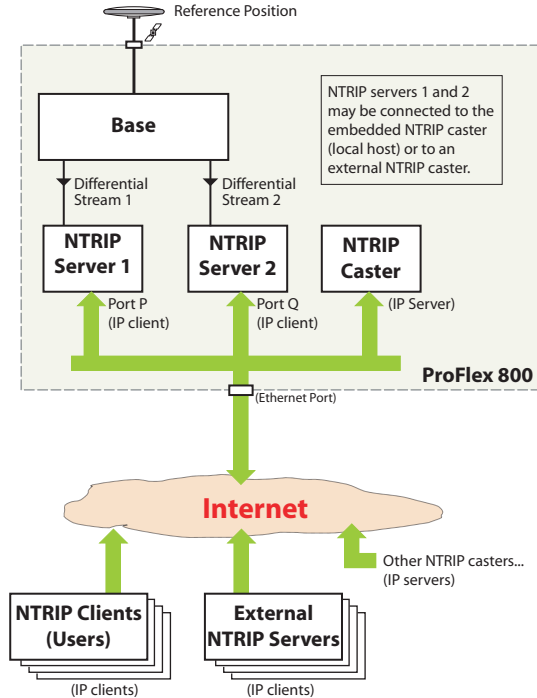 Reference Position
NTRIP servers 1 and 2
may be connected to the
embedded NTRIP caster
(local host) or to an
external NTRIP caster.
Base
Differential
Stream 1
Differential
Stream 2
NTRIP
Server 1
NTRIP
Server 2
NTRIP
Caster
Port P
(IP client)
Port Q
(IP client)
(IP Server)
ProFlex 800
(Ethernet Port)
Internet
Other NTRIP casters...
(IP servers)
NTRIP Clients
(Users)
External
NTRIP Servers
(IP clients)
(IP clients)